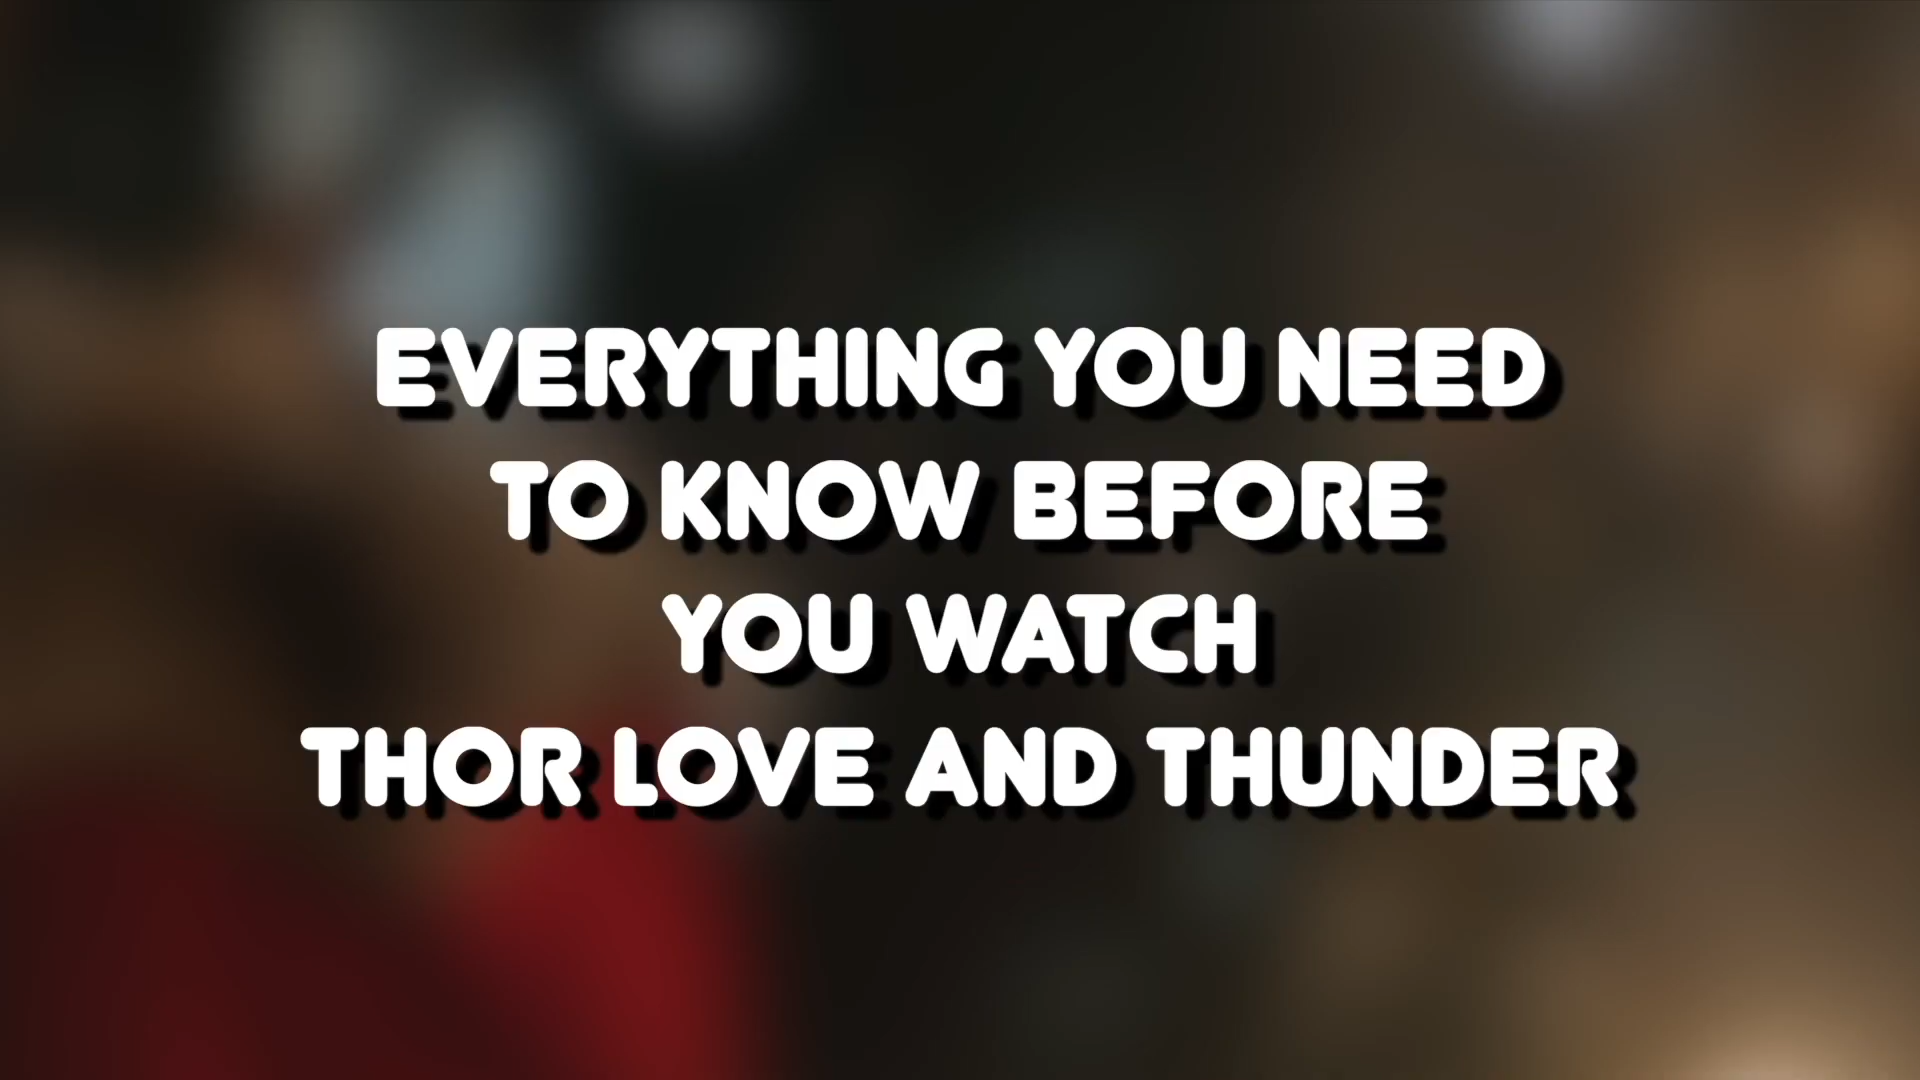 EVERYTHING YOU NEED
TO KNOW BEFORE
YOU WATCH
THOR LOVE AND THUNDER